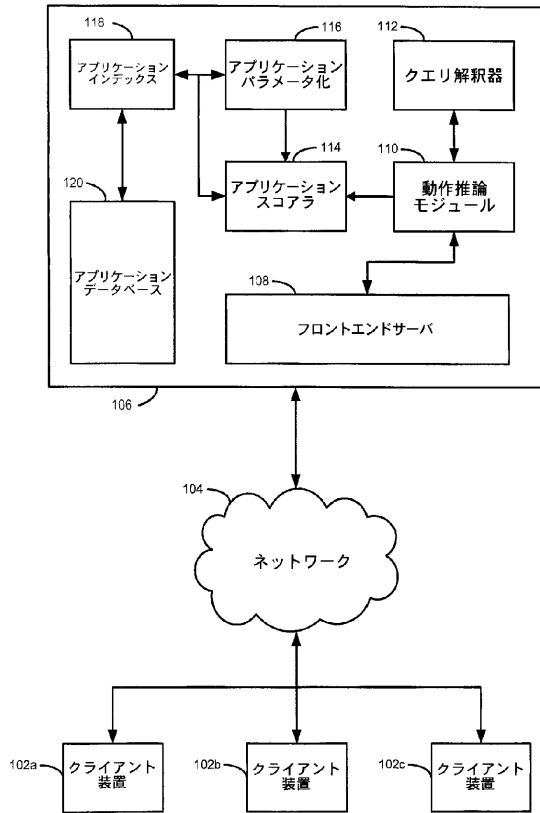 118
アプリケーション
インデックス
116
アプリケーション
パラメータ化
112
クエリ解釈器
114
アプリケーション
スコアラ
110
動作推論
モジュール
120
アプリケーション
データベース
108
フロントエンドサーバ
106
104
ネットワーク
102a
クライアント
装置
102b
クライアント
装置
102c
クライアント
装置